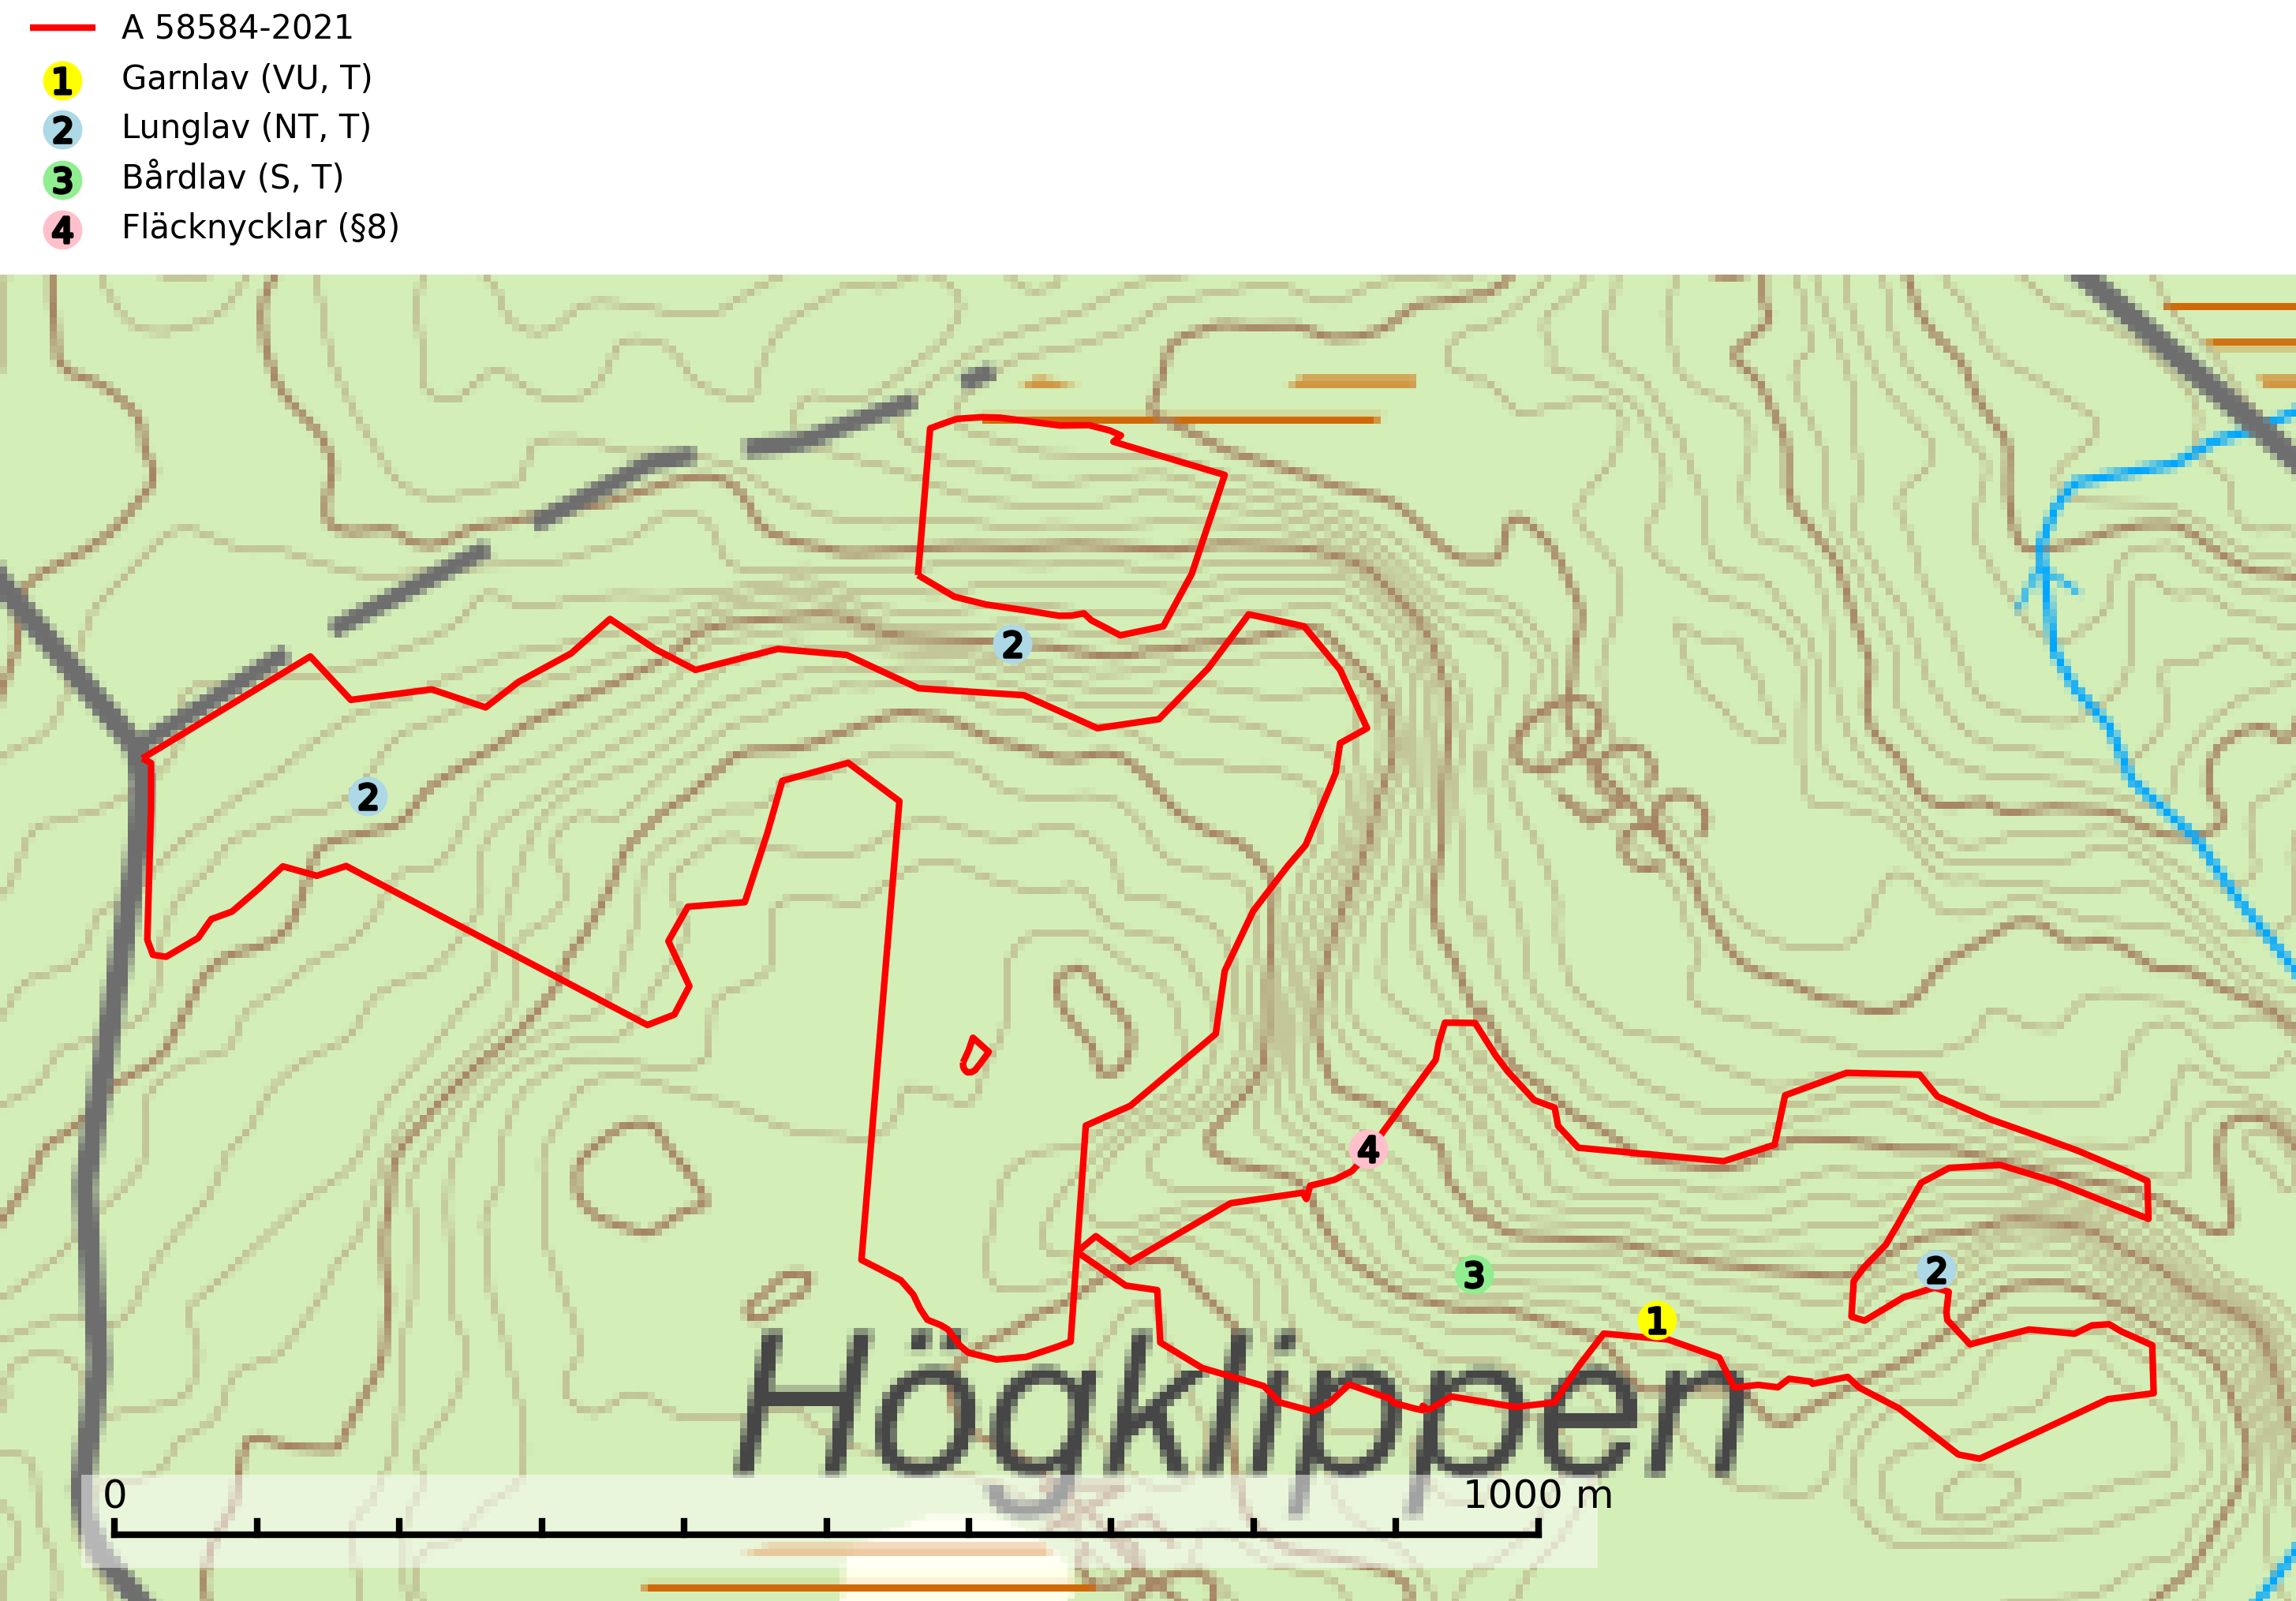 A 58584-2021
1 Garnlav (VU, T)
2 Lunglav (NT, T)
3 Bårdlav (S, T)
4 Fläcknycklar (§8)
2
2
4
3
2
1
Högklippen
0 1000 m